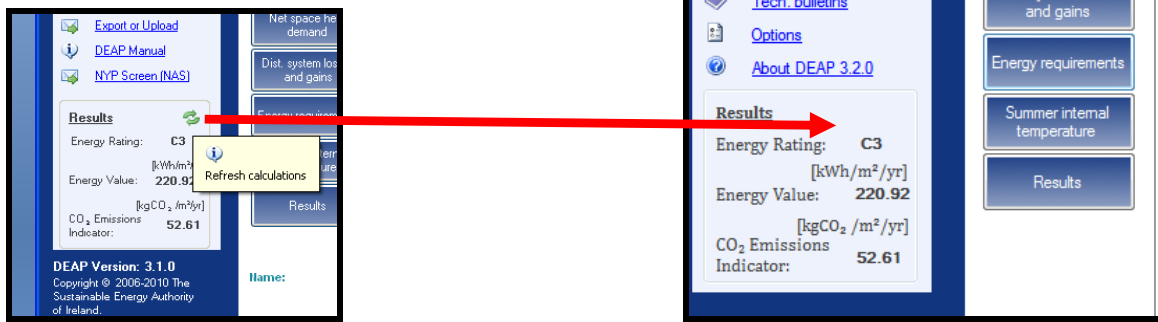 Export or Upload
DEAP Manual
NYP Screen (NAS)
Net space he
demand
Dist. system los
and gains
Results
Energy Rating: C3
[kWh/m²/
Energy Value: 220.92
[kgCO₂ /m²/yr]
CO₂ Emissions
Indicator: 52.61
Refresh calculations
Results
DEAP Version: 3.1.0
Copyright © 2006-2010 The
Sustainable Energy Authority
of Ireland.
Name:
Tech. bulletins
Options
About DEAP 3.2.0
Results
Energy Rating: C3
[kWh/m²/yr]
Energy Value: 220.92
[kgCO₂ /m²/yr]
CO₂ Emissions
Indicator: 52.61
and gains
Energy requirements
Summer internal
temperature
Results